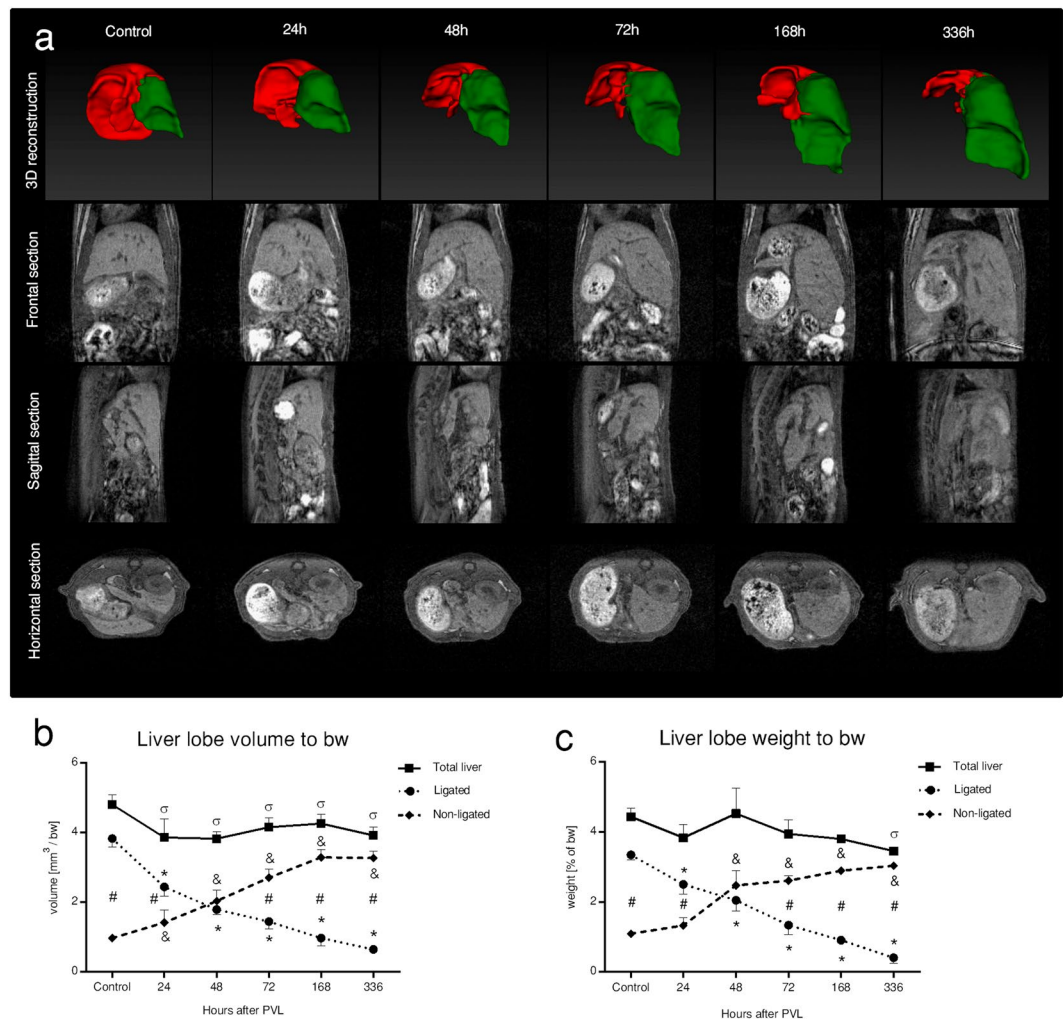 a
Control
24h
48h
72h
168h
336h
3D reconstruction
Frontal section
Sagittal section
Horizontal section
b
Liver lobe volume to bw
volume [mm³ / bw]
6
4
2
0
σ
σ
σ
σ
σ
*
&
&
&
&
# # # # #
&
*
*
*
*
Control 24 48 72 168 336
Hours after PVL
Total liver
Ligated
Non-ligated
c
Liver lobe weight to bw
weight [% of bw]
6
4
2
0
σ
*
&
&
&
&
# # # # #
*
*
*
*
Control 24 48 72 168 336
Hours after PVL
Total liver
Ligated
Non-ligated